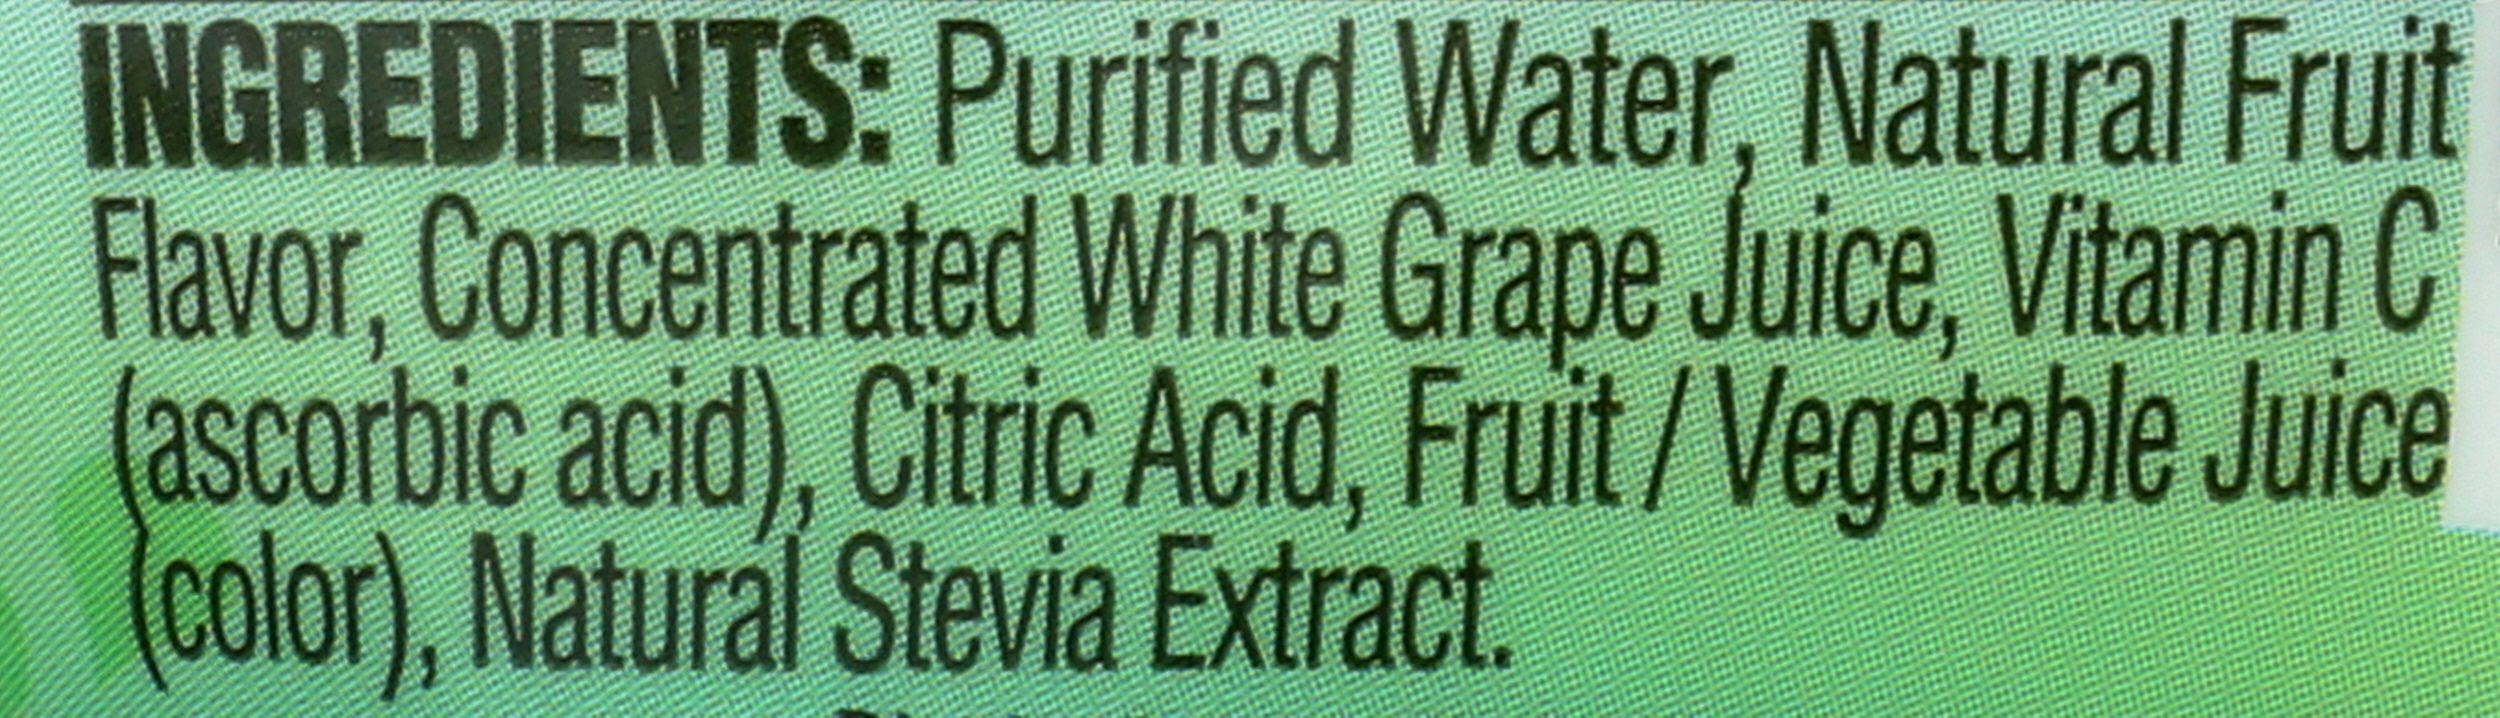 INGREDIENTS: Purified Water, Natural Fruit
Flavor, Concentrated White Grape Juice, Vitamin C
(ascorbic acid), Citric Acid, Fruit / Vegetable Juice
(color), Natural Stevia Extract.